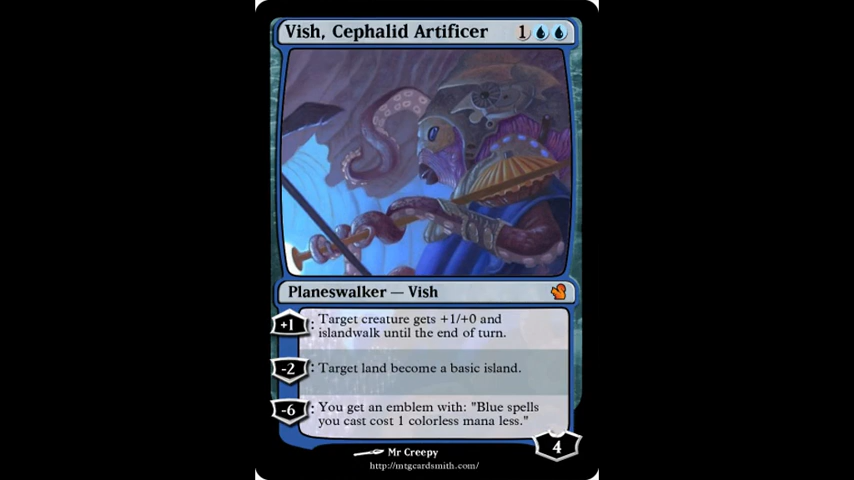 Vish, Cephalid Artificer 1
Planeswalker — Vish
+1 : Target creature gets +1/+0 and
islandwalk until the end of turn.
-2 : Target land become a basic island.
-6 : You get an emblem with: "Blue spells
you cast cost 1 colorless mana less."
4
Mr Creepy
http://mtgcardsmith.com/